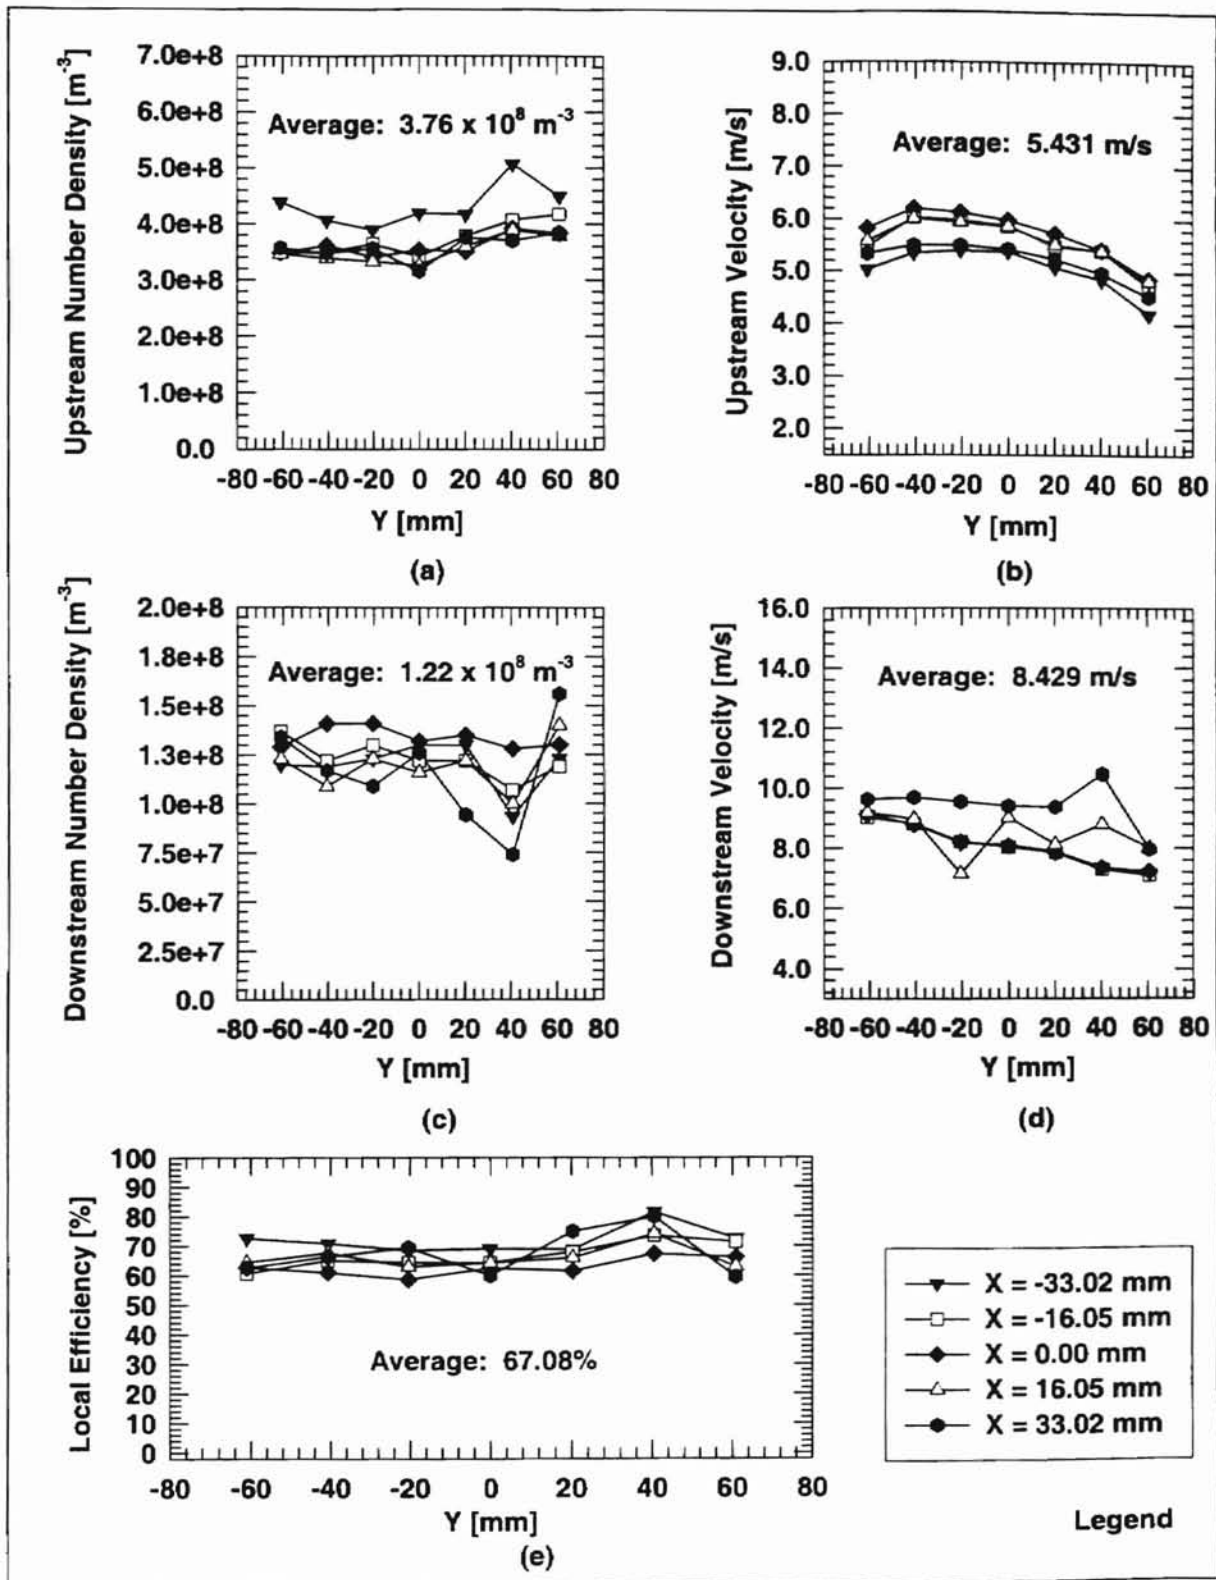 Upstream Number Density [m⁻³]
7.0e+8
6.0e+8
5.0e+8
4.0e+8
3.0e+8
2.0e+8
1.0e+8
0.0
Average: 3.76 x 10⁸ m⁻³
-80 -60 -40 -20 0 20 40 60 80
Y [mm]
(a)
Upstream Velocity [m/s]
9.0
8.0
7.0
6.0
5.0
4.0
3.0
2.0
Average: 5.431 m/s
-80 -60 -40 -20 0 20 40 60 80
Y [mm]
(b)
Downstream Number Density [m⁻³]
2.0e+8
1.8e+8
1.5e+8
1.3e+8
1.0e+8
7.5e+7
5.0e+7
2.5e+7
0.0
Average: 1.22 x 10⁸ m⁻³
-80 -60 -40 -20 0 20 40 60 80
Y [mm]
(c)
Downstream Velocity [m/s]
16.0
14.0
12.0
10.0
8.0
6.0
4.0
Average: 8.429 m/s
-80 -60 -40 -20 0 20 40 60 80
Y [mm]
(d)
Local Efficiency [%]
100
90
80
70
60
50
40
30
20
10
0
Average: 67.08%
-80 -60 -40 -20 0 20 40 60 80
Y [mm]
(e)
X = -33.02 mm
X = -16.05 mm
X = 0.00 mm
X = 16.05 mm
X = 33.02 mm
Legend